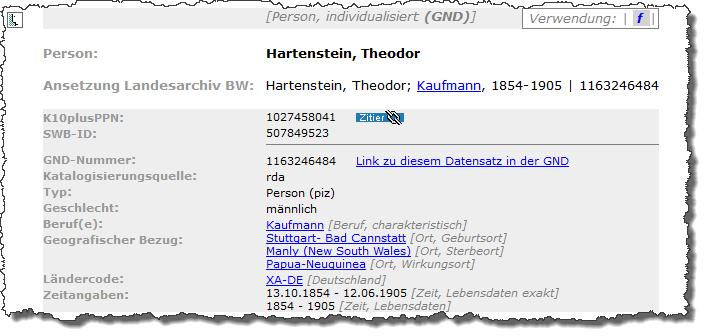 [Person, individualisiert (GND)]
Verwendung: | f |
Person: Hartenstein, Theodor
Ansetzung Landesarchiv BW: Hartenstein, Theodor; Kaufmann, 1854-1905 | 1163246484
K10plusPPN: 1027458041 Zitier
SWB-ID: 507849523
GND-Nummer: 1163246484 Link zu diesem Datensatz in der GND
Katalogisierungsquelle: rda
Typ: Person (piz)
Geschlecht: männlich
Beruf(e): Kaufmann [Beruf, charakteristisch]
Geografischer Bezug: Stuttgart- Bad Cannstatt [Ort, Geburtsort]
Manly (New South Wales) [Ort, Sterbeort]
Papua-Neuguinea [Ort, Wirkungsort]
Ländercode: XA-DE [Deutschland]
Zeitangaben: 13.10.1854 - 12.06.1905 [Zeit, Lebensdaten exakt]
1854 - 1905 [Zeit, Lebensdaten]